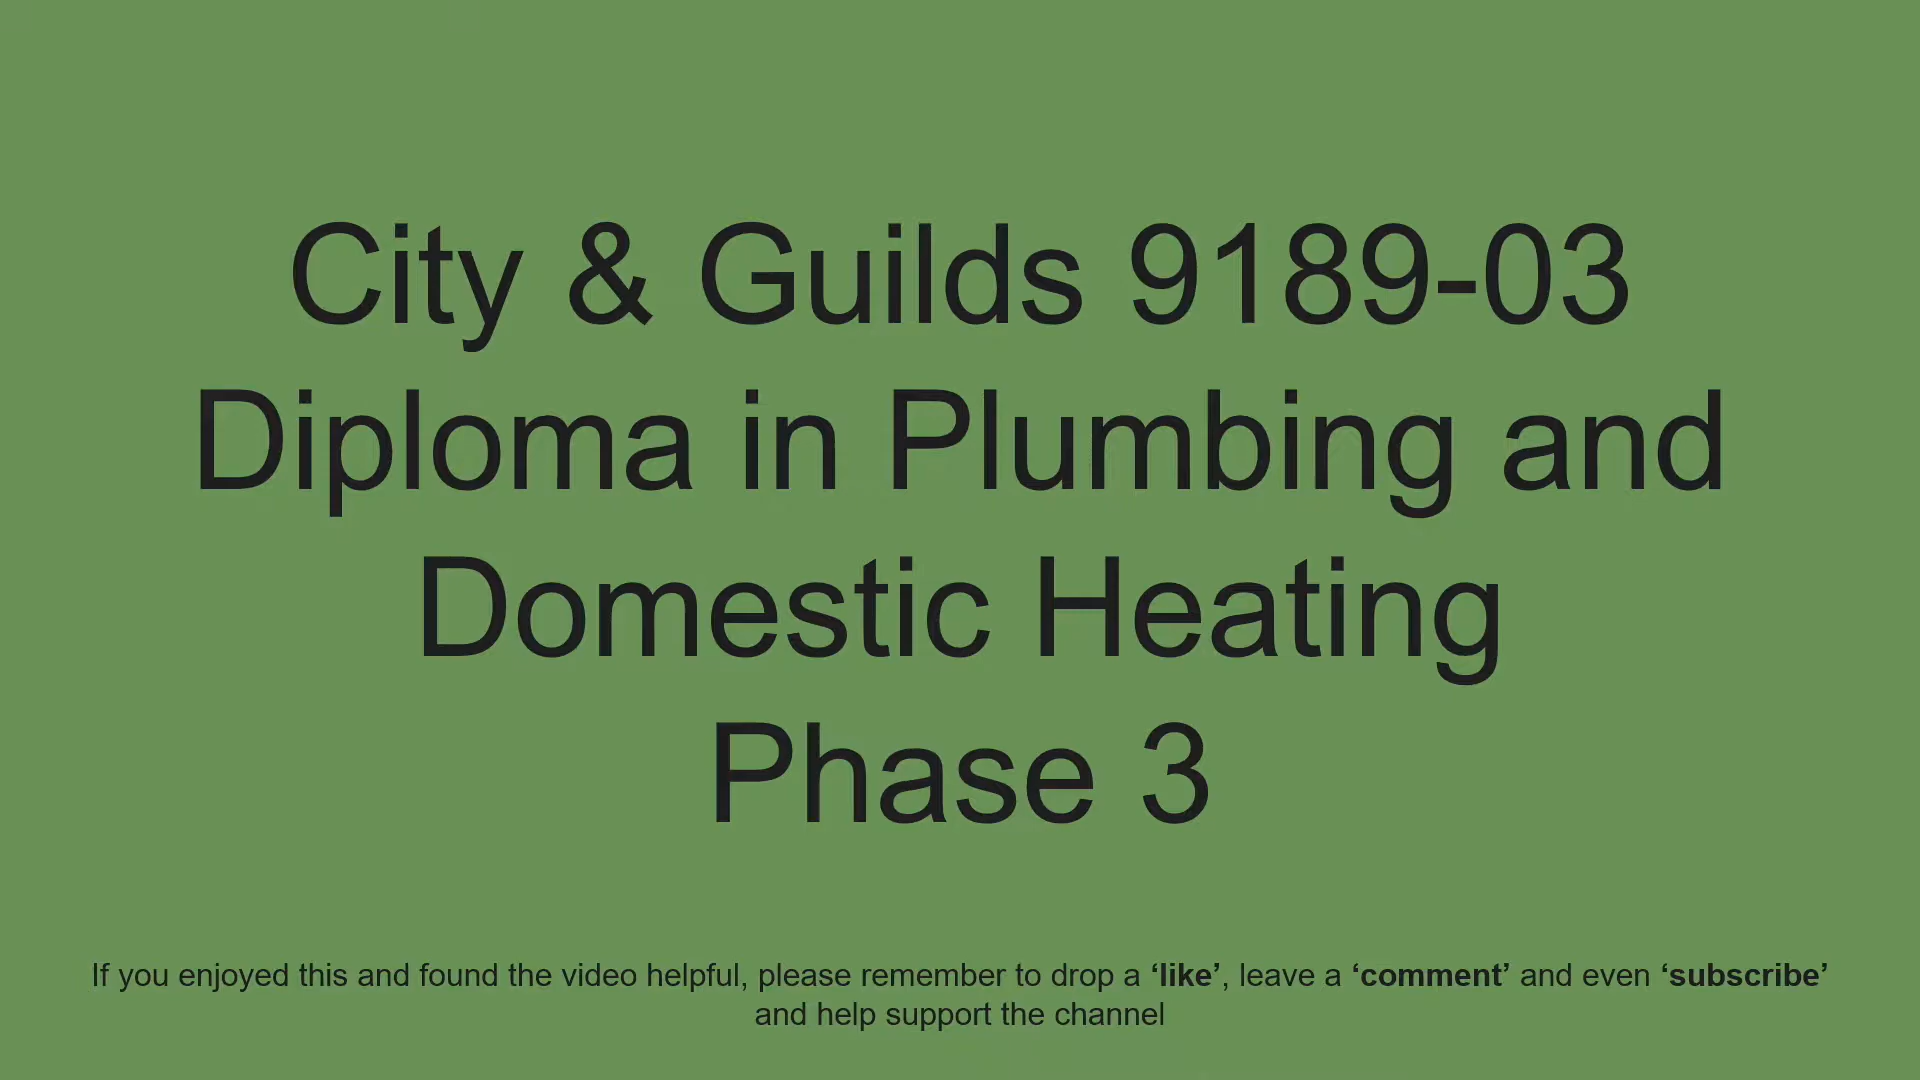 City & Guilds 9189-03
Diploma in Plumbing and
Domestic Heating
Phase 3
If you enjoyed this and found the video helpful, please remember to drop a ‘like’, leave a ‘comment’ and even ‘subscribe’
and help support the channel